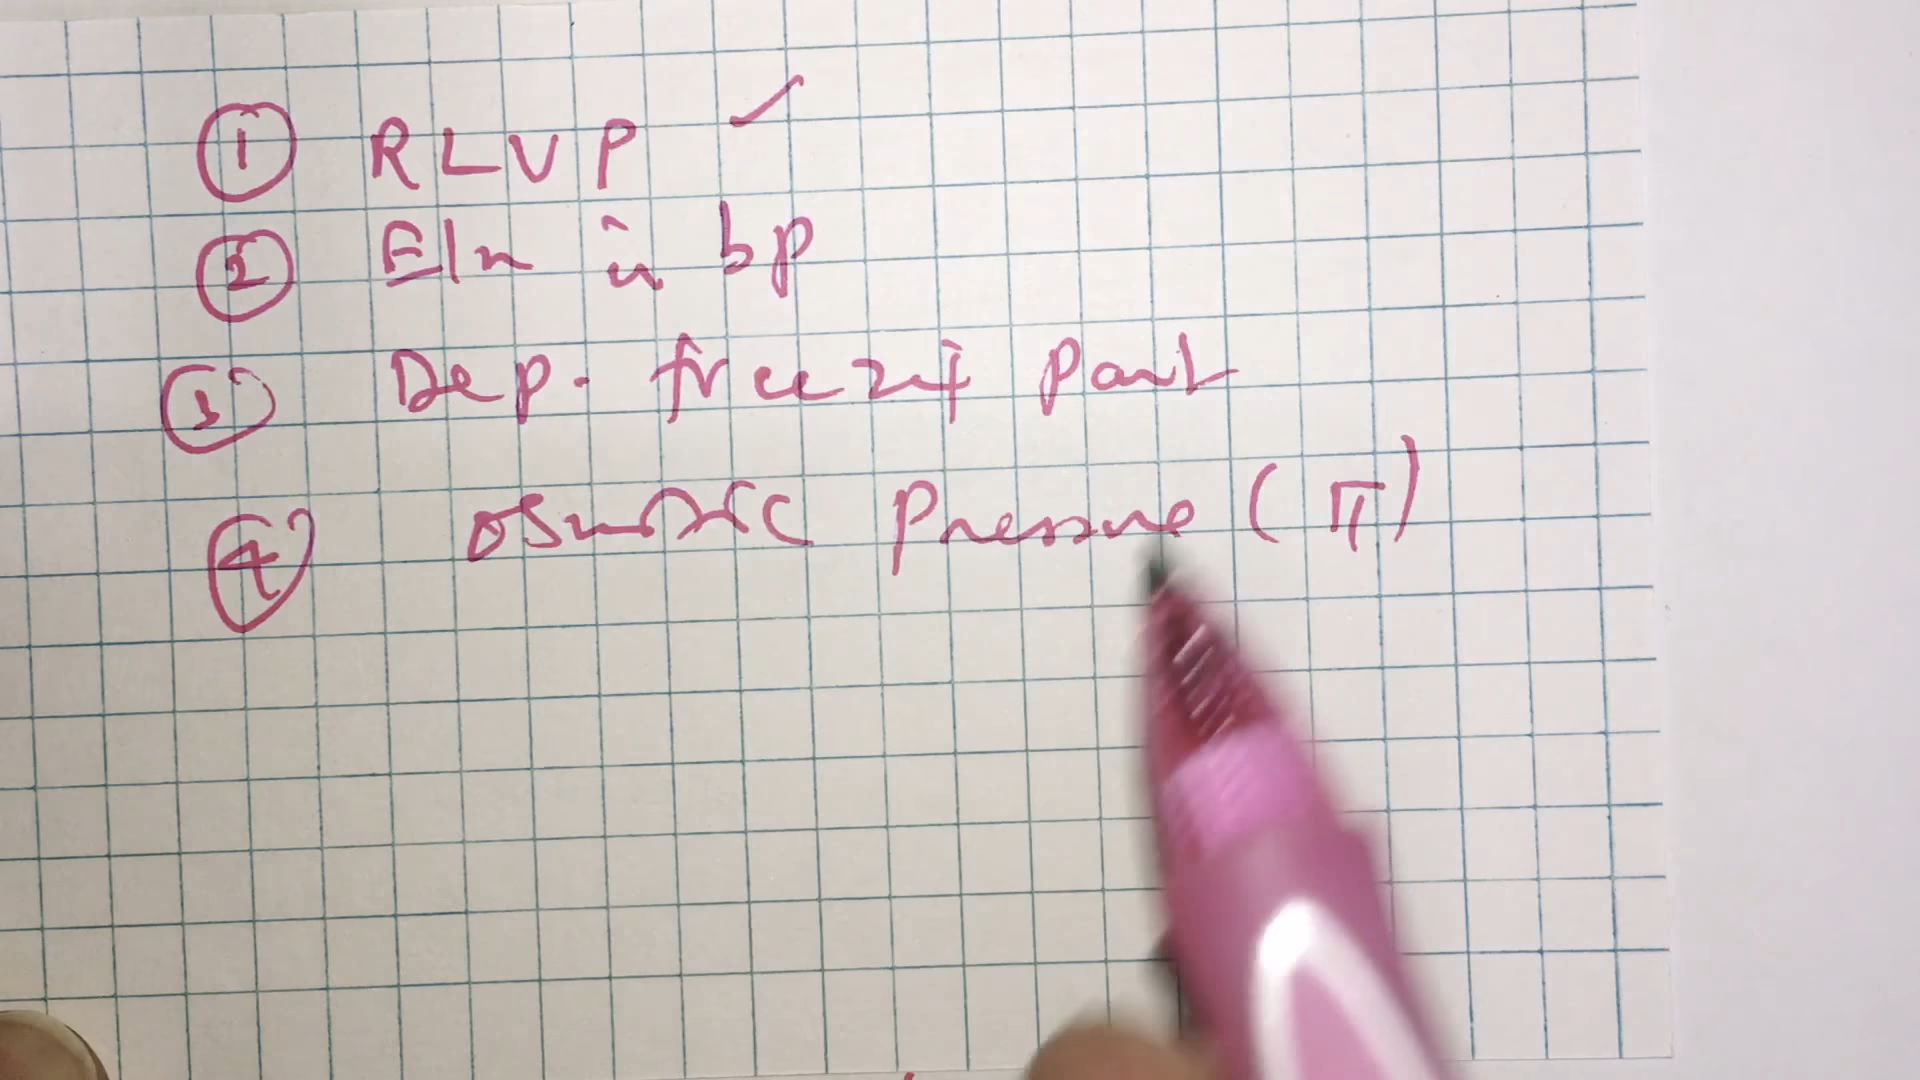 ① RLVP ✓
② Eln in bp
③ Dep. freezing point
④ osmotic pressure (π)